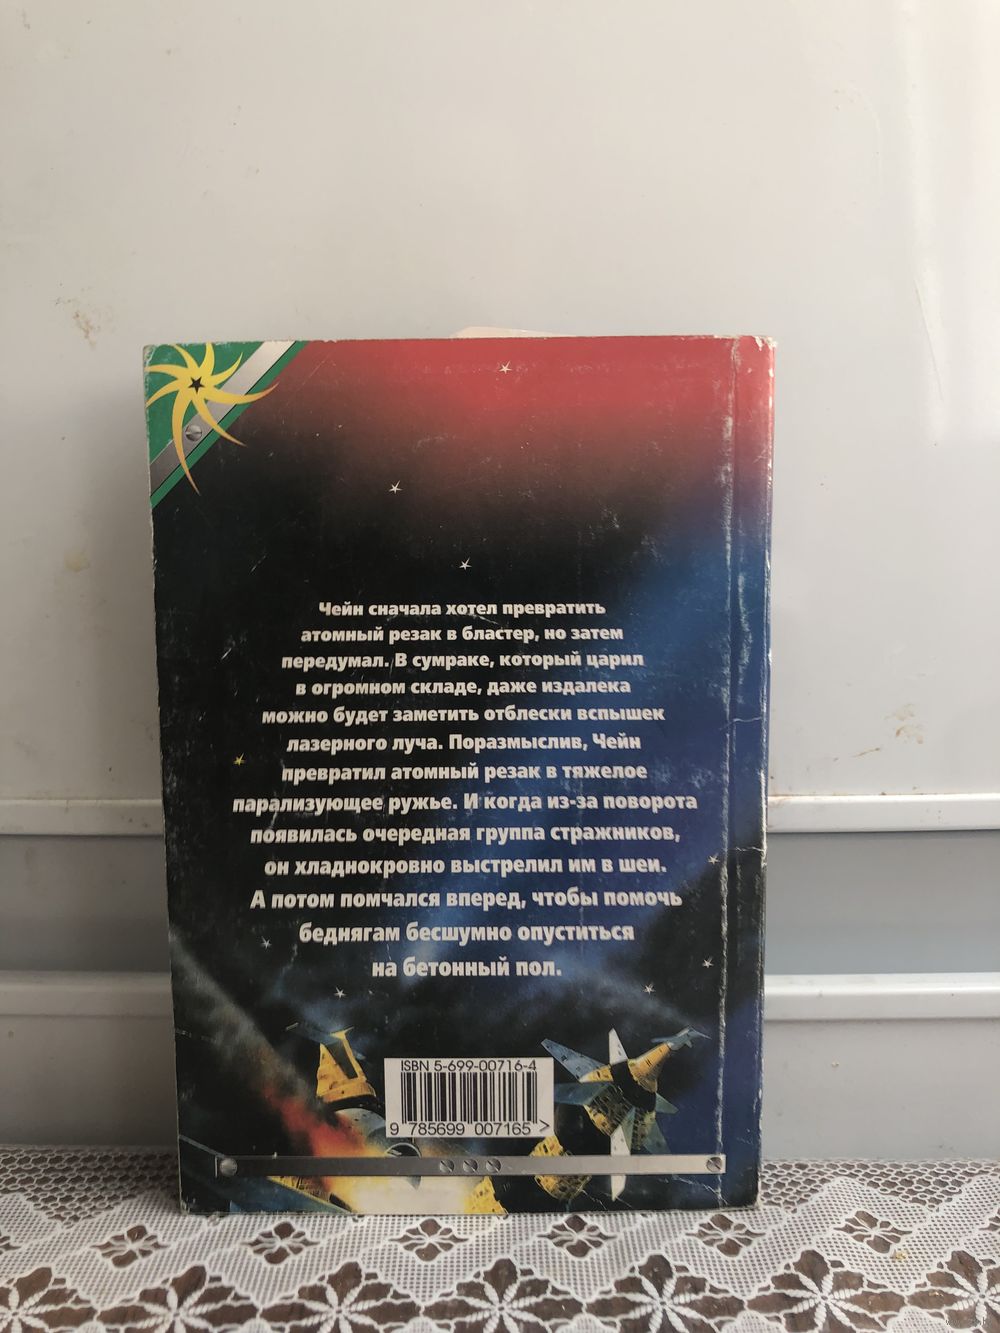 Чейн сначала хотел превратить
атомный резак в бластер, но затем
передумал. В сумраке, который царил
в огромном складе, даже издалека
можно будет заметить отблески вспышек
лазерного луча. Поразмыслив, Чейн
превратил атомный резак в тяжелое
парализующее ружье. И когда из-за поворота
появилась очередная группа стражников,
он хладнокровно выстрелил им в шеи.
А потом помчался вперед, чтобы помочь
беднягам бесшумно опуститься
на бетонный пол.
ISBN 5-699-00716-4
9 785699 007165 >